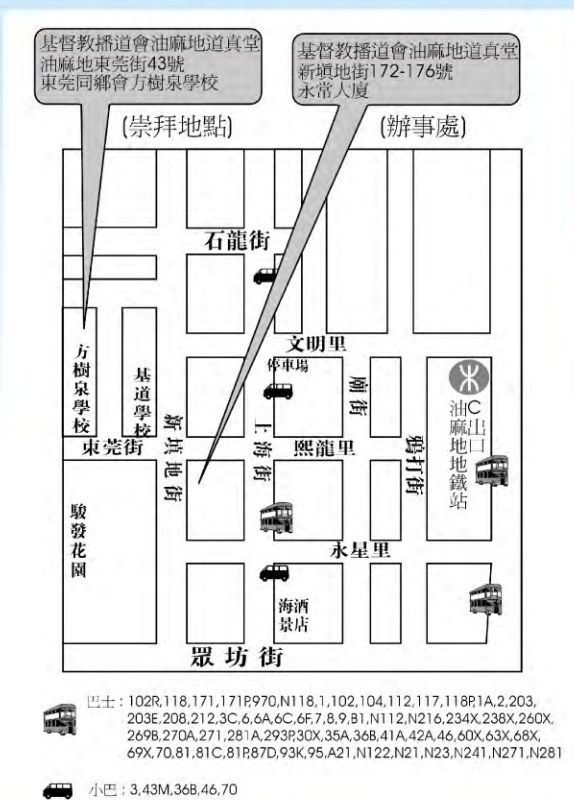 基督教播道會油麻地道真堂
油麻地東莞街43號
東莞同鄉會方樹泉學校
基督教播道會油麻地道真堂
新塡地街172-176號
永常大廈
(崇拜地點)
(辦事處)
石龍街
文明里
停車場
方樹泉學校
基道學校
新塡地街
上海街
廟街
鴉打街
C出口
油麻地地鐵站
東莞街
熙龍里
駿發花園
永星里
海景酒店
眾坊街
巴士：102R,118,171,171P,970,N118,1,102,104,112,117,118P,1A,2,203,
203E,208,212,3C,6,6A,6C,6F,7,8,9,B1,N112,N216,234X,238X,260X,
269B,270A,271,281A,293P,30X,35A,36B,41A,42A,46,60X,63X,68X,
69X,70,81,81C,81P,87D,93K,95,A21,N122,N21,N23,N241,N271,N281
小巴：3,43M,36B,46,70